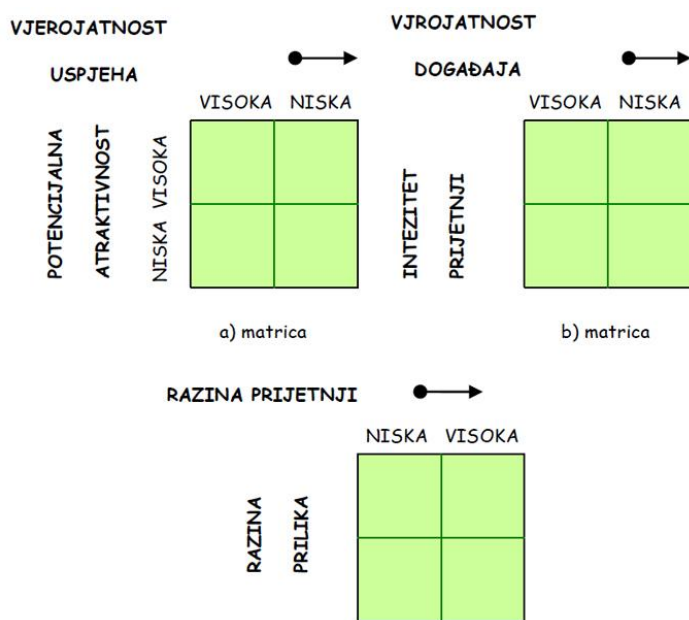 VJEROJATNOST
USPJEHA
VISOKA NISKA
POTENCIJALNA
ATRAKTIVNOST
NISKA VISOKA
a) matrica
VJROJATNOST
DOGAĐAJA
VISOKA NISKA
INTEZITET
PRIJETNJI
b) matrica
RAZINA PRIJETNJI
NISKA VISOKA
RAZINA
PRILIKA